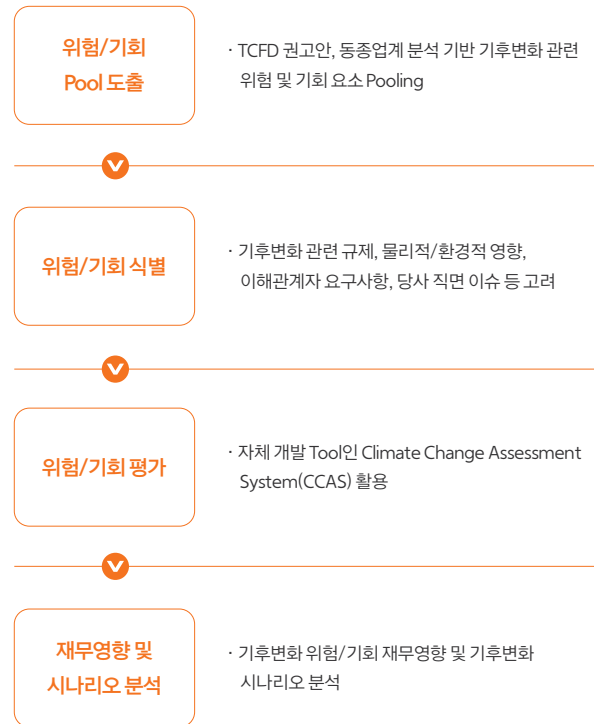 위험/기회
Pool 도출
· TCFD 권고안, 동종업계 분석 기반 기후변화 관련
위험 및 기회 요소 Pooling
위험/기회 식별
· 기후변화 관련 규제, 물리적/환경적 영향,
이해관계자 요구사항, 당사 직면 이슈 등 고려
위험/기회 평가
· 자체 개발 Tool인 Climate Change Assessment
System(CCAS) 활용
재무영향 및
시나리오 분석
· 기후변화 위험/기회 재무영향 및 기후변화
시나리오 분석